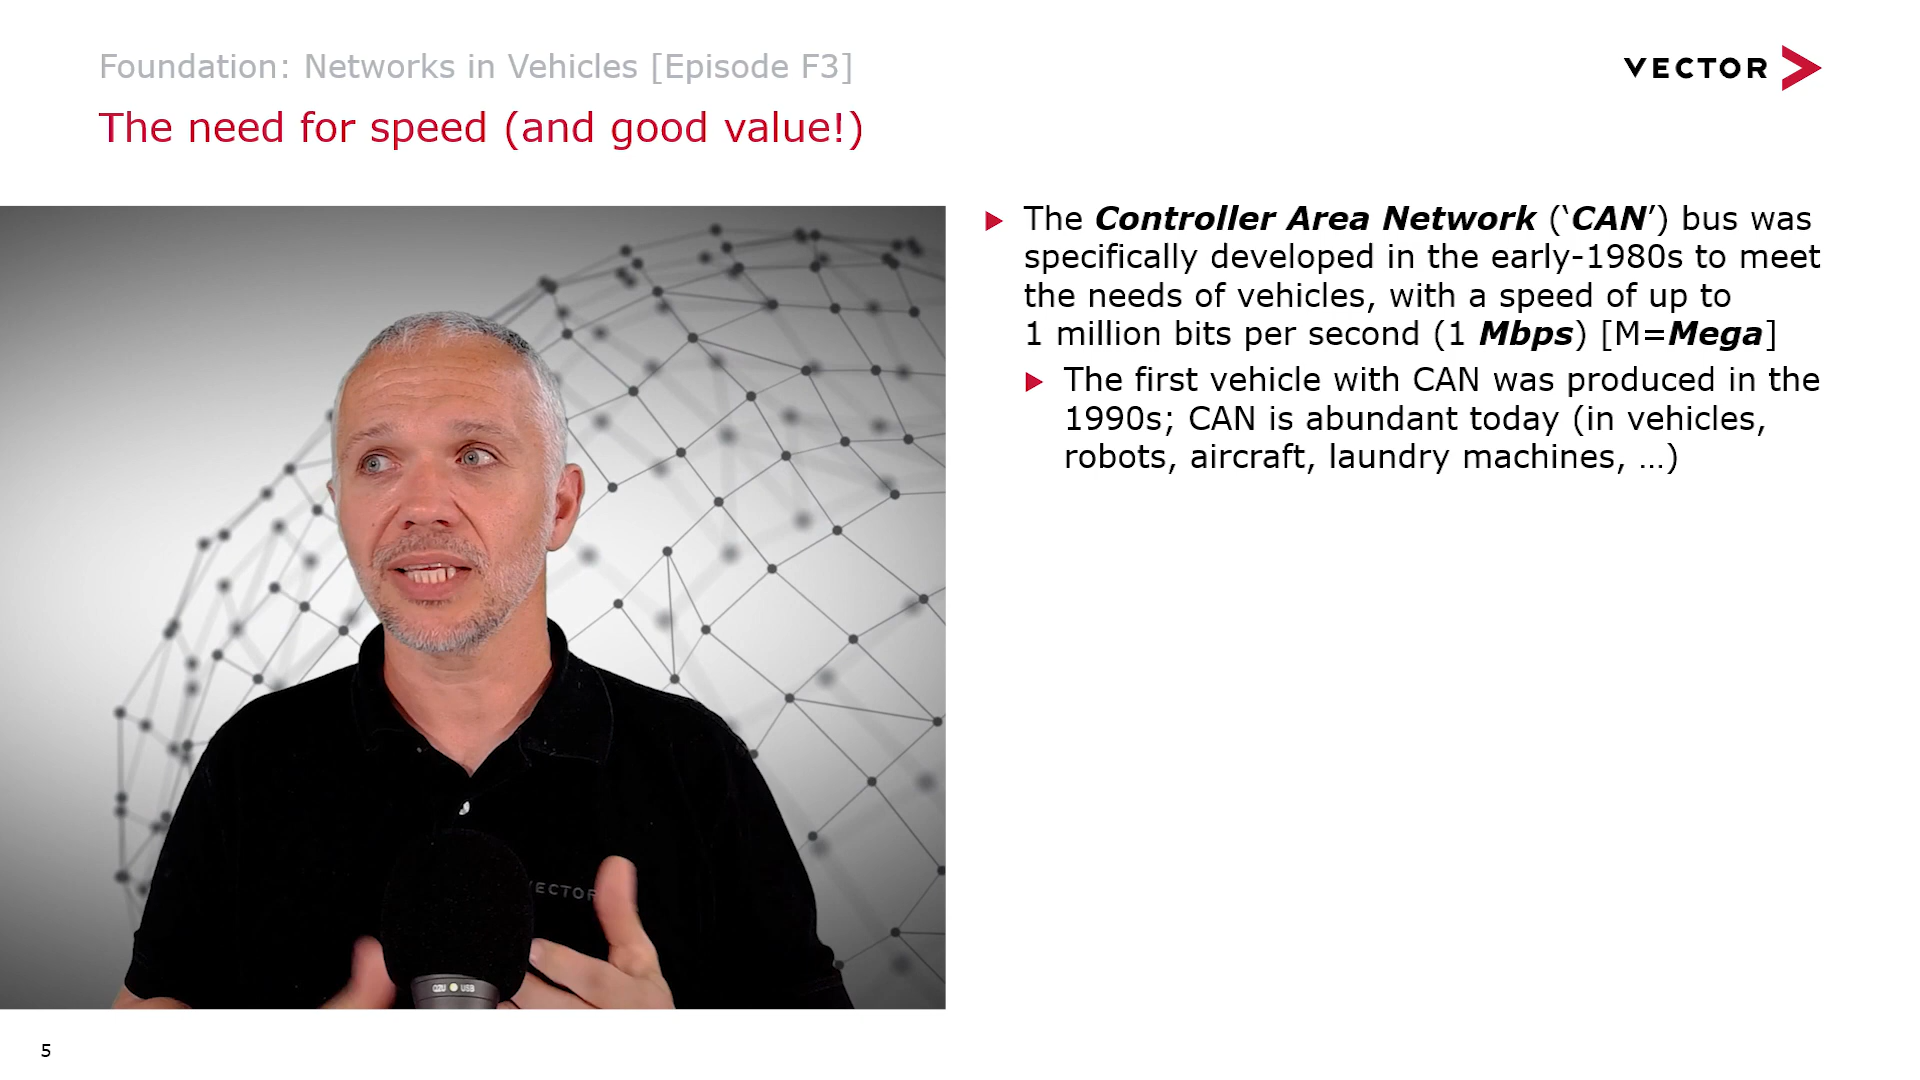 Foundation: Networks in Vehicles [Episode F3]
VECTOR
The need for speed (and good value!)
The Controller Area Network (‘CAN’) bus was
specifically developed in the early-1980s to meet
the needs of vehicles, with a speed of up to
1 million bits per second (1 Mbps) [M=Mega]
The first vehicle with CAN was produced in the
1990s; CAN is abundant today (in vehicles,
robots, aircraft, laundry machines, …)
VECTOR
QZU USB
5